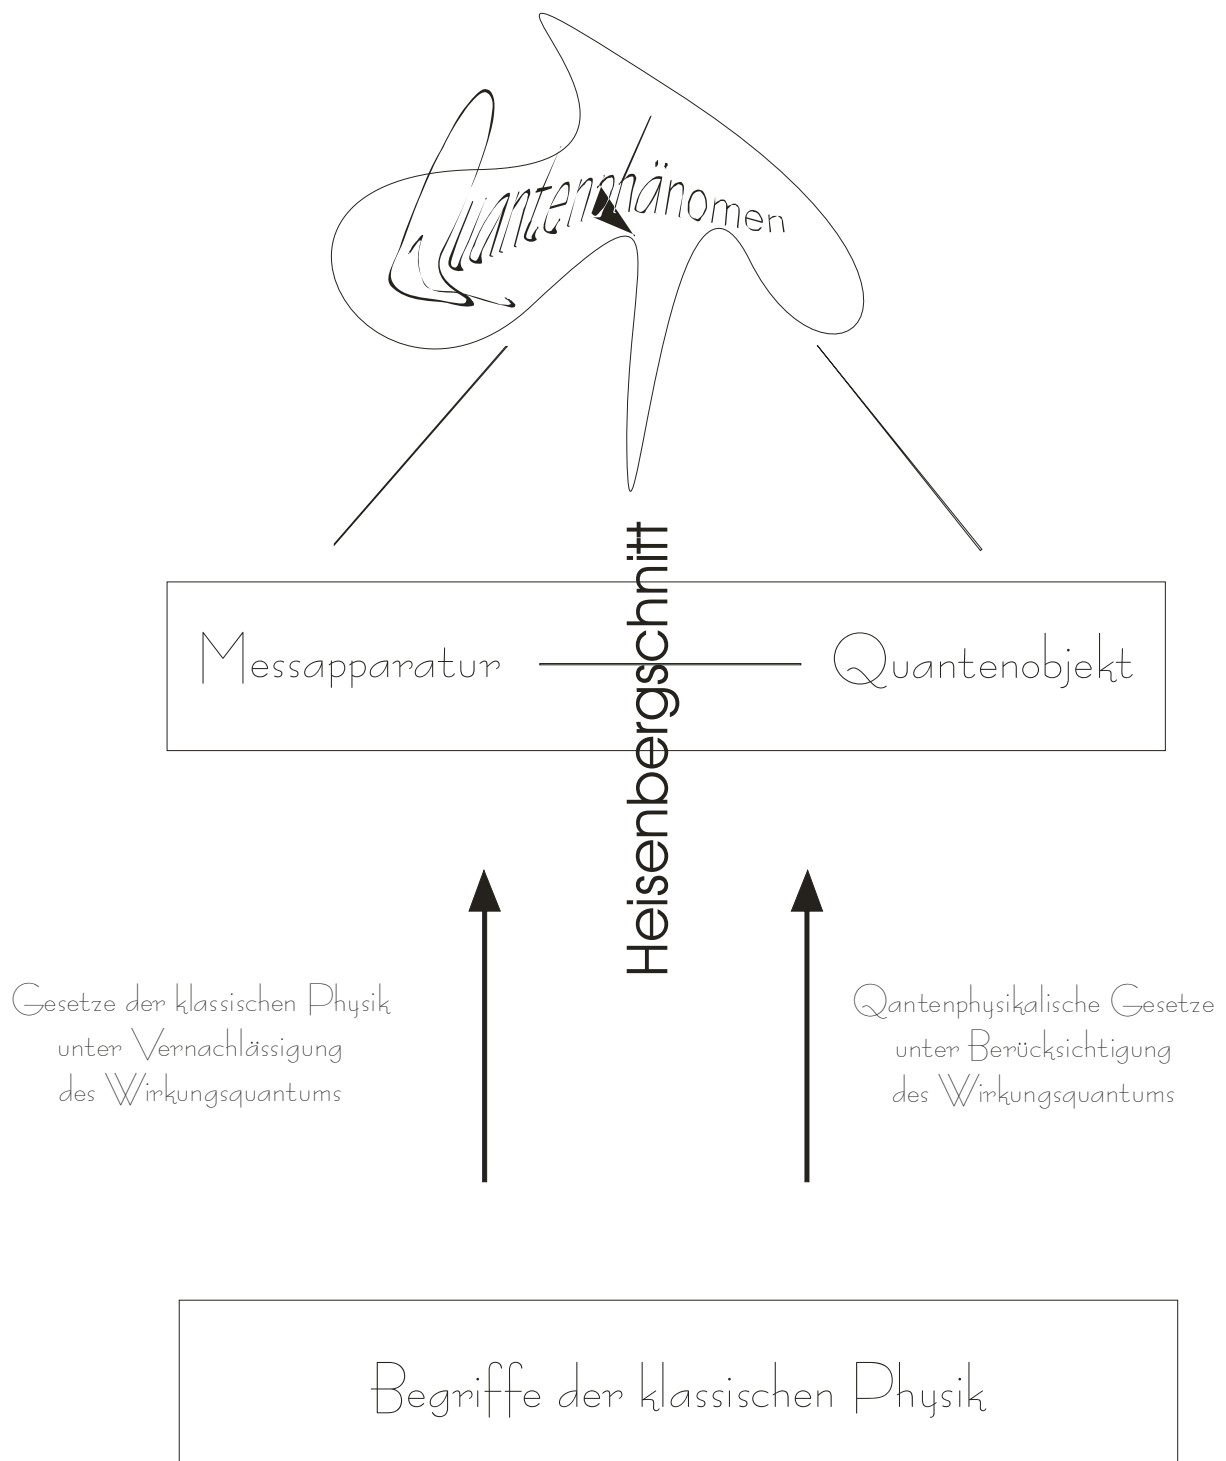 Quantenphänomen
Heisenbergschnitt
Messapparatur
Quantenobjekt
Gesetze der klassischen Physik
unter Vernachlässigung
des Wirkungsquantums
Qantenphysikalische Gesetze
unter Berücksichtigung
des Wirkungsquantums
Begriffe der klassischen Physik